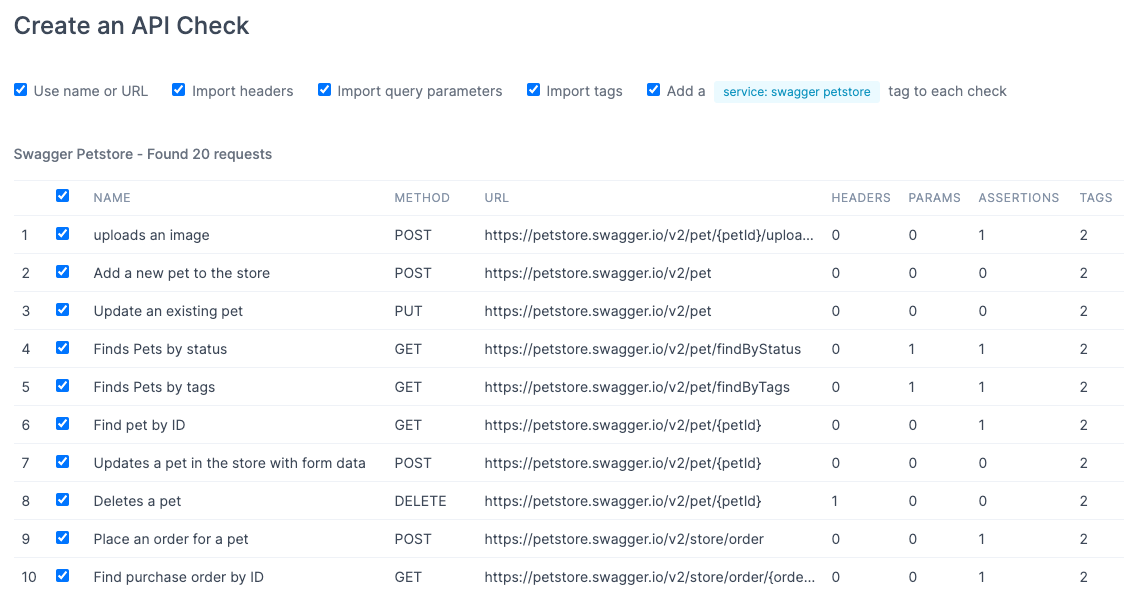 Create an API Check
Use name or URL Import headers Import query parameters Import tags Add a service: swagger petstore tag to each check
Swagger Petstore - Found 20 requests
NAME METHOD URL HEADERS PARAMS ASSERTIONS TAGS
1 uploads an image POST https://petstore.swagger.io/v2/pet/{petId}/uploa... 0 0 1 2
2 Add a new pet to the store POST https://petstore.swagger.io/v2/pet 0 0 0 2
3 Update an existing pet PUT https://petstore.swagger.io/v2/pet 0 0 0 2
4 Finds Pets by status GET https://petstore.swagger.io/v2/pet/findByStatus 0 1 1 2
5 Finds Pets by tags GET https://petstore.swagger.io/v2/pet/findByTags 0 1 1 2
6 Find pet by ID GET https://petstore.swagger.io/v2/pet/{petId} 0 0 1 2
7 Updates a pet in the store with form data POST https://petstore.swagger.io/v2/pet/{petId} 0 0 0 2
8 Deletes a pet DELETE https://petstore.swagger.io/v2/pet/{petId} 1 0 0 2
9 Place an order for a pet POST https://petstore.swagger.io/v2/store/order 0 0 1 2
10 Find purchase order by ID GET https://petstore.swagger.io/v2/store/order/{orde... 0 0 1 2